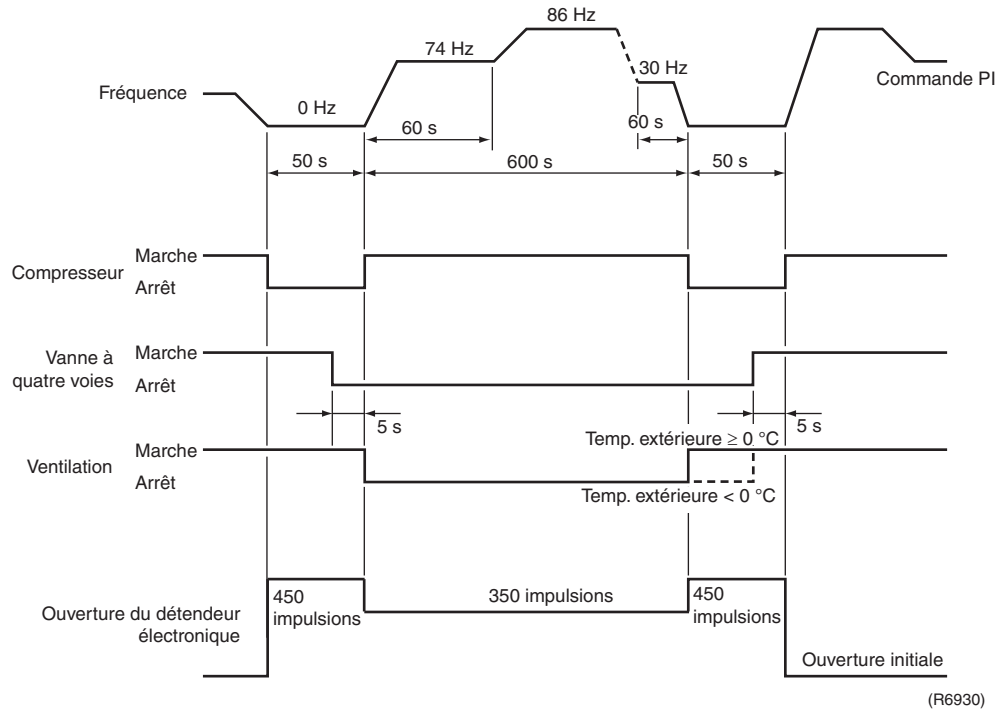 86 Hz
74 Hz
30 Hz
Commande PI
Fréquence
0 Hz
60 s
60 s
50 s
600 s
50 s
Compresseur
Marche
Arrêt
Vanne à
quatre voies
Marche
Arrêt
5 s
5 s
Temp. extérieure ≥ 0 °C
Ventilation
Marche
Arrêt
Temp. extérieure < 0 °C
Ouverture du détendeur
électronique
450
impulsions
350 impulsions
450
impulsions
Ouverture initiale
(R6930)